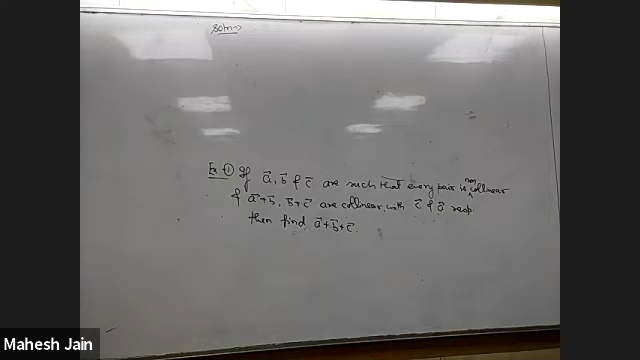 Soln→
Ex-① If a⃗, b⃗ & c⃗ are such that every pair is non collinear
& a⃗+b⃗, b⃗+c⃗ are collinear with c⃗ & a⃗ resp.
then find a⃗+b⃗+c⃗.
Mahesh Jain